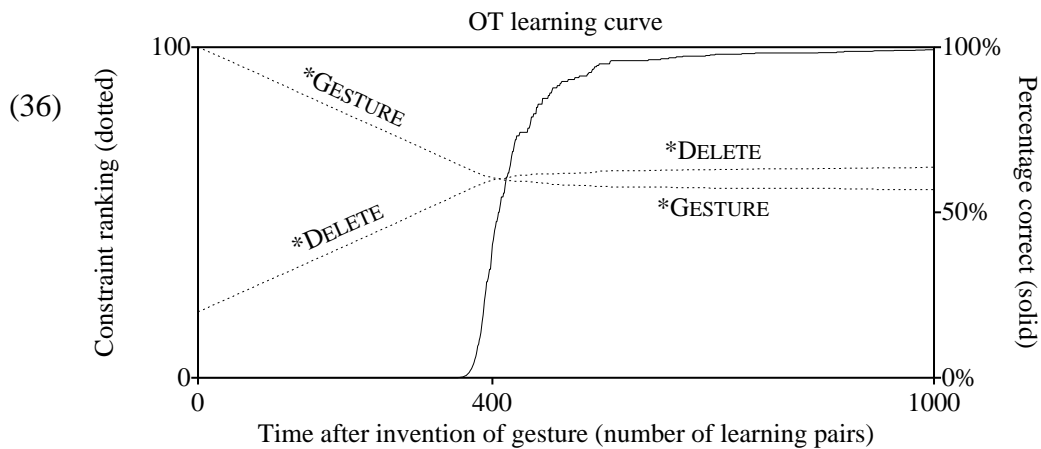 OT learning curve
(36)
100
100%
*GESTURE
*DELETE
*DELETE
*GESTURE
50%
0
0%
0
400
1000
Constraint ranking (dotted)
Percentage correct (solid)
Time after invention of gesture (number of learning pairs)